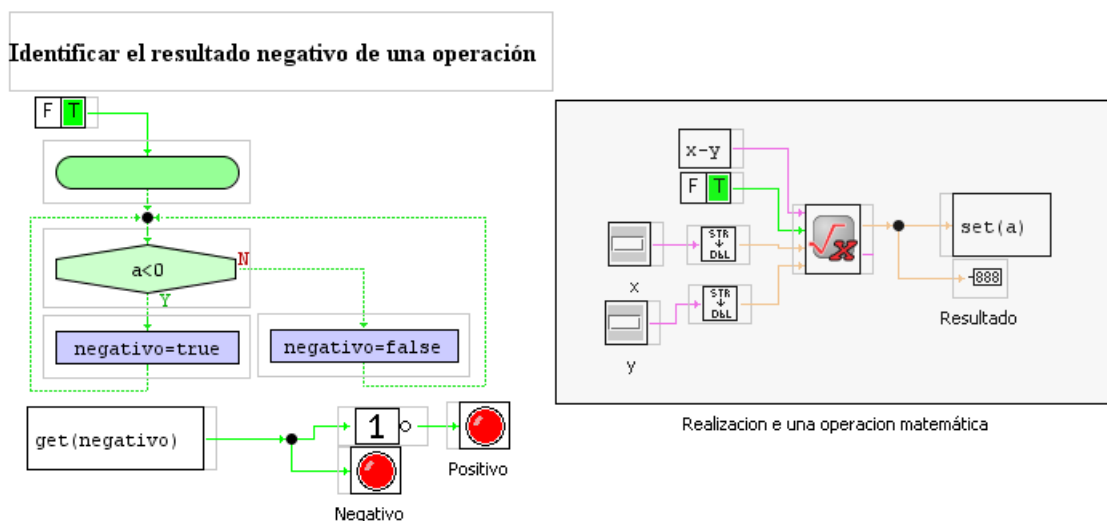 Identificar el resultado negativo de una operación
F T
a<0
N
Y
negativo=true
negativo=false
get(negativo)
1
Positivo
Negativo
x-y
F T
STR
DbL
x
STR
DbL
y
√x
set(a)
-888
Resultado
Realizacion e una operacion matemática